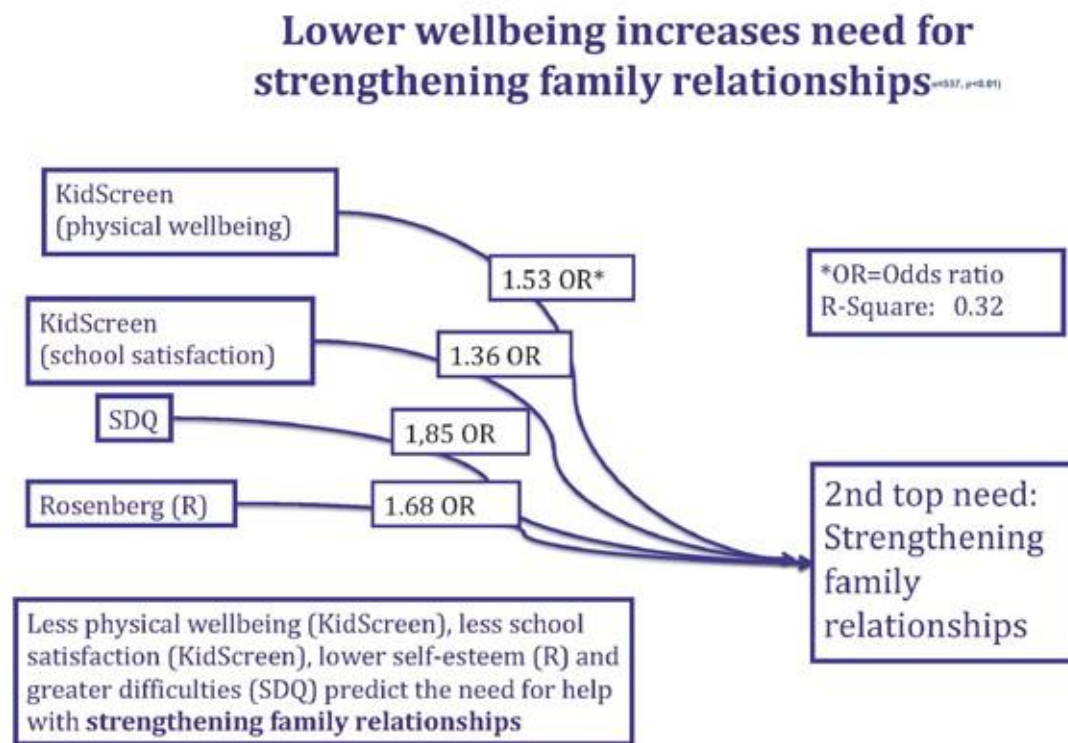 Lower wellbeing increases need for
strengthening family relationships n=537, p<0.01)
KidScreen
(physical wellbeing)
1.53 OR*
*OR=Odds ratio
R-Square: 0.32
KidScreen
(school satisfaction)
1.36 OR
SDQ
1,85 OR
Rosenberg (R)
1.68 OR
2nd top need:
Strengthening
family
relationships
Less physical wellbeing (KidScreen), less school
satisfaction (KidScreen), lower self-esteem (R) and
greater difficulties (SDQ) predict the need for help
with strengthening family relationships